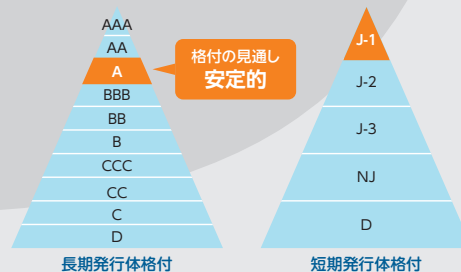 AAA
AA
A
BBB
BB
B
CCC
CC
C
D
格付の見通し
安定的
長期発行体格付
J-1
J-2
J-3
NJ
D
短期発行体格付